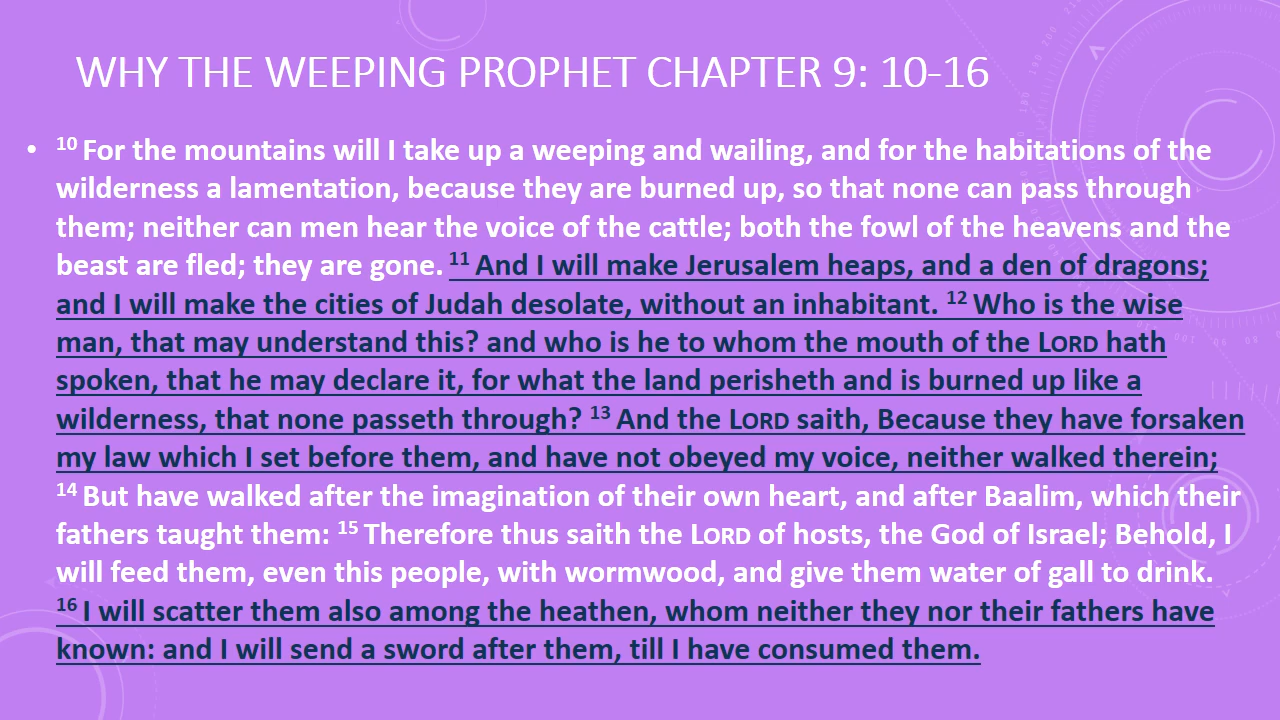 WHY THE WEEPING PROPHET CHAPTER 9: 10-16
• 10 For the mountains will I take up a weeping and wailing, and for the habitations of the
wilderness a lamentation, because they are burned up, so that none can pass through
them; neither can men hear the voice of the cattle; both the fowl of the heavens and the
beast are fled; they are gone. 11 And I will make Jerusalem heaps, and a den of dragons;
and I will make the cities of Judah desolate, without an inhabitant. 12 Who is the wise
man, that may understand this? and who is he to whom the mouth of the LORD hath
spoken, that he may declare it, for what the land perisheth and is burned up like a
wilderness, that none passeth through? 13 And the LORD saith, Because they have forsaken
my law which I set before them, and have not obeyed my voice, neither walked therein;
14 But have walked after the imagination of their own heart, and after Baalim, which their
fathers taught them: 15 Therefore thus saith the LORD of hosts, the God of Israel; Behold, I
will feed them, even this people, with wormwood, and give them water of gall to drink.
16 I will scatter them also among the heathen, whom neither they nor their fathers have
known: and I will send a sword after them, till I have consumed them.